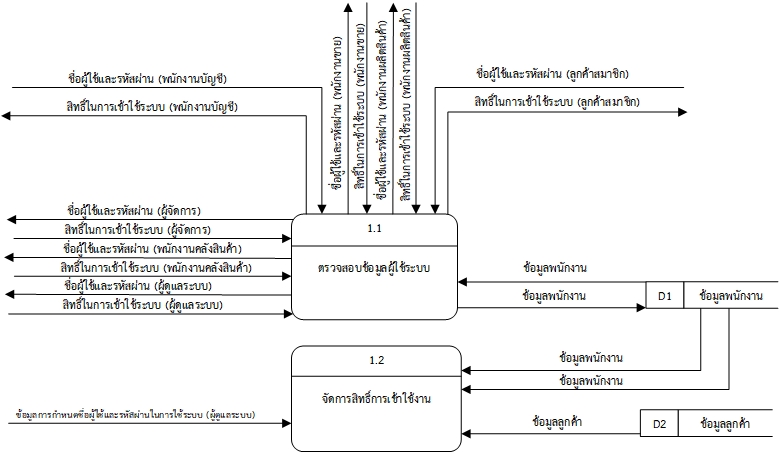 ชื่อผู้ใช้และรหัสผ่าน (พนักงานขาย)
สิทธิ์ในการเข้าใช้ระบบ (พนักงานขาย)
ชื่อผู้ใช้และรหัสผ่าน (พนักงานผลิตสินค้า)
สิทธิ์ในการเข้าใช้ระบบ (พนักงานผลิตสินค้า)
ชื่อผู้ใช้และรหัสผ่าน (พนักงานบัญชี)
ชื่อผู้ใช้และรหัสผ่าน (ลูกค้าสมาชิก)
สิทธิ์ในการเข้าใช้ระบบ (พนักงานบัญชี)
สิทธิ์ในการเข้าใช้ระบบ (ลูกค้าสมาชิก)
ชื่อผู้ใช้และรหัสผ่าน (ผู้จัดการ)
สิทธิ์ในการเข้าใช้ระบบ (ผู้จัดการ)
ชื่อผู้ใช้และรหัสผ่าน (พนักงานคลังสินค้า)
สิทธิ์ในการเข้าใช้ระบบ (พนักงานคลังสินค้า)
ชื่อผู้ใช้และรหัสผ่าน (ผู้ดูแลระบบ)
สิทธิ์ในการเข้าใช้ระบบ (ผู้ดูแลระบบ)
1.1
ตรวจสอบข้อมูลผู้ใช้ระบบ
ข้อมูลพนักงาน
ข้อมูลพนักงาน
D1 ข้อมูลพนักงาน
1.2
จัดการสิทธิ์การเข้าใช้งาน
ข้อมูลพนักงาน
ข้อมูลพนักงาน
ข้อมูลการกำหนดชื่อผู้ใช้และรหัสผ่านในการใช้ระบบ (ผู้ดูแลระบบ)
ข้อมูลลูกค้า
D2 ข้อมูลลูกค้า